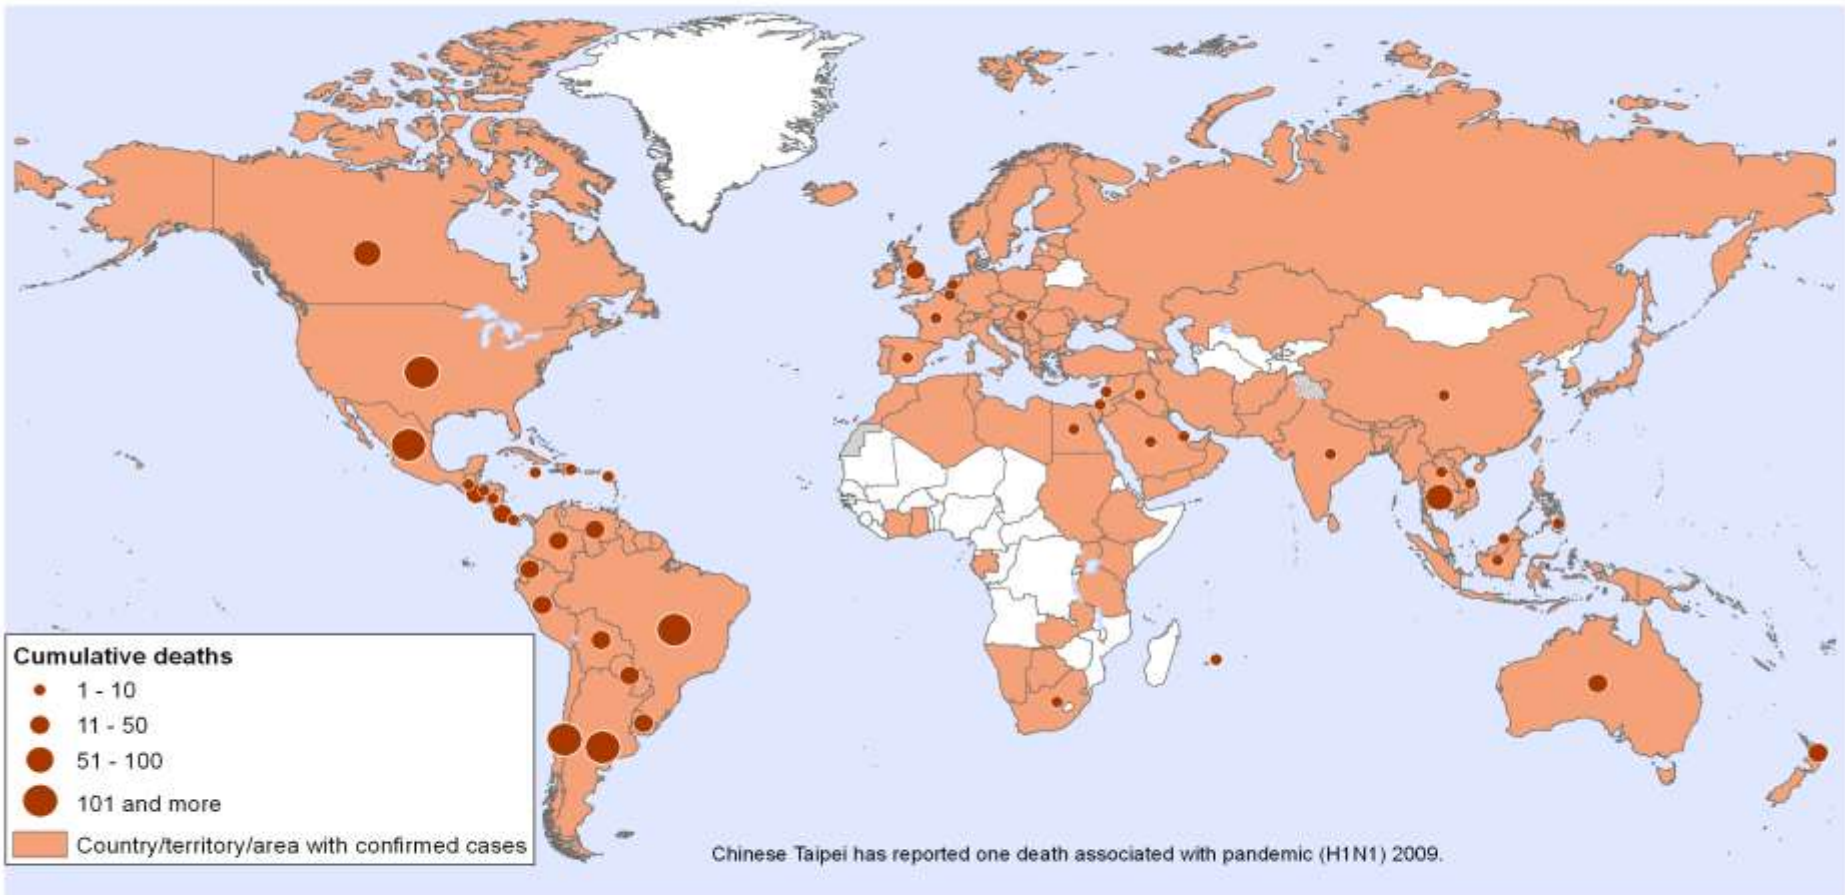 Cumulative deaths
1 - 10
11 - 50
51 - 100
101 and more
Country/territory/area with confirmed cases
Chinese Taipei has reported one death associated with pandemic (H1N1) 2009.